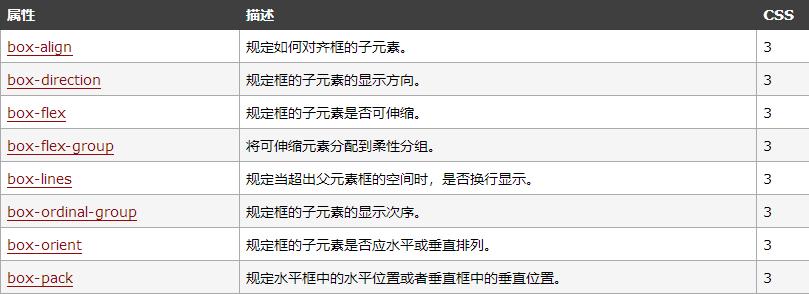 属性 描述 CSS
box-align 规定如何对齐框的子元素。 3
box-direction 规定框的子元素的显示方向。 3
box-flex 规定框的子元素是否可伸缩。 3
box-flex-group 将可伸缩元素分配到柔性分组。 3
box-lines 规定当超出父元素框的空间时，是否换行显示。 3
box-ordinal-group 规定框的子元素的显示次序。 3
box-orient 规定框的子元素是否应水平或垂直排列。 3
box-pack 规定水平框中的水平位置或者垂直框中的垂直位置。 3